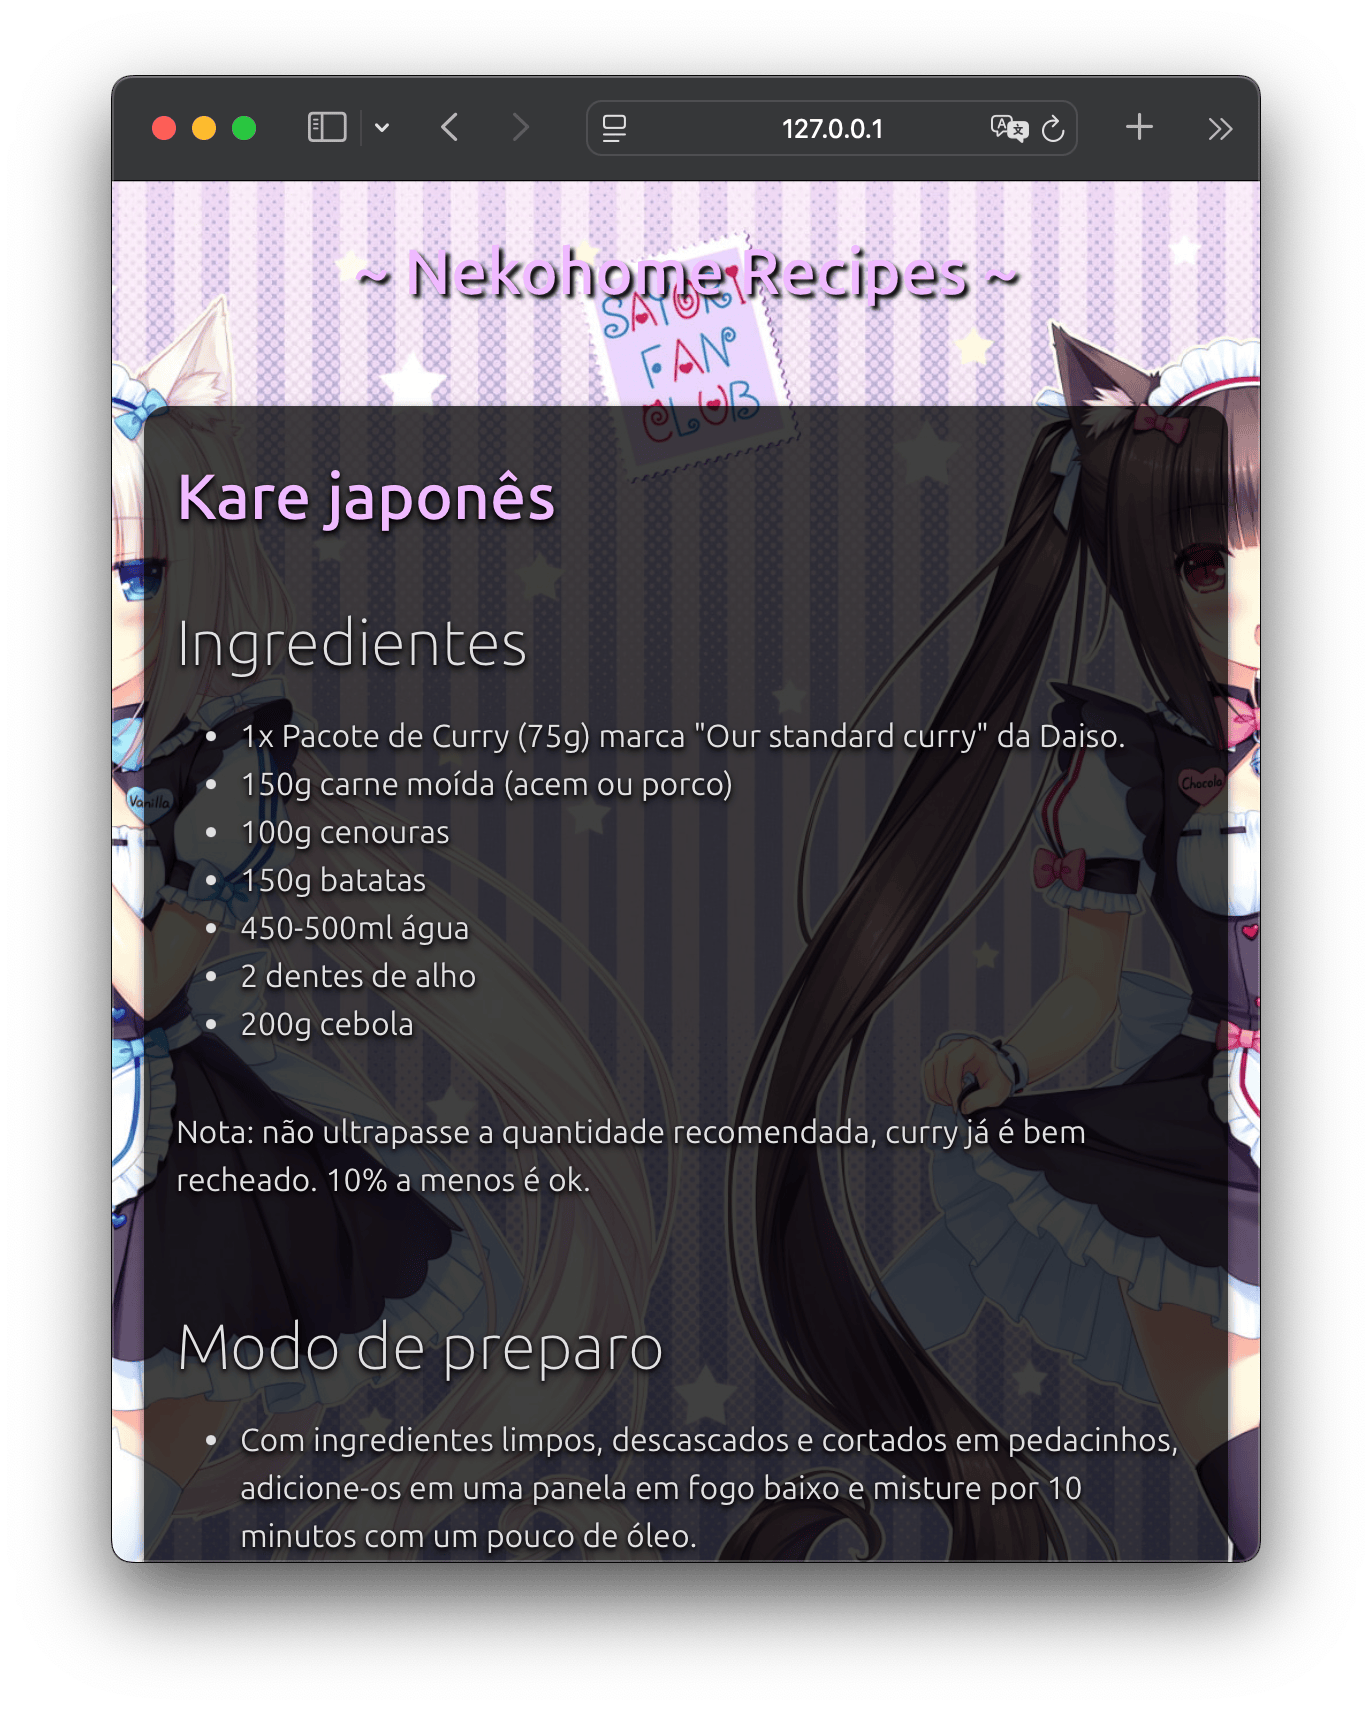 127.0.0.1
~ Nekohome Recipes ~
SAYORI
FAN
CLUB
Kare japonês
Ingredientes
1x Pacote de Curry (75g) marca "Our standard curry" da Daiso.
150g carne moída (acem ou porco)
Vanilla
Chocola
100g cenouras
150g batatas
450-500ml água
2 dentes de alho
200g cebola
Nota: não ultrapasse a quantidade recomendada, curry já é bem
recheado. 10% a menos é ok.
Modo de preparo
Com ingredientes limpos, descascados e cortados em pedacinhos,
adicione-os em uma panela em fogo baixo e misture por 10
minutos com um pouco de óleo.